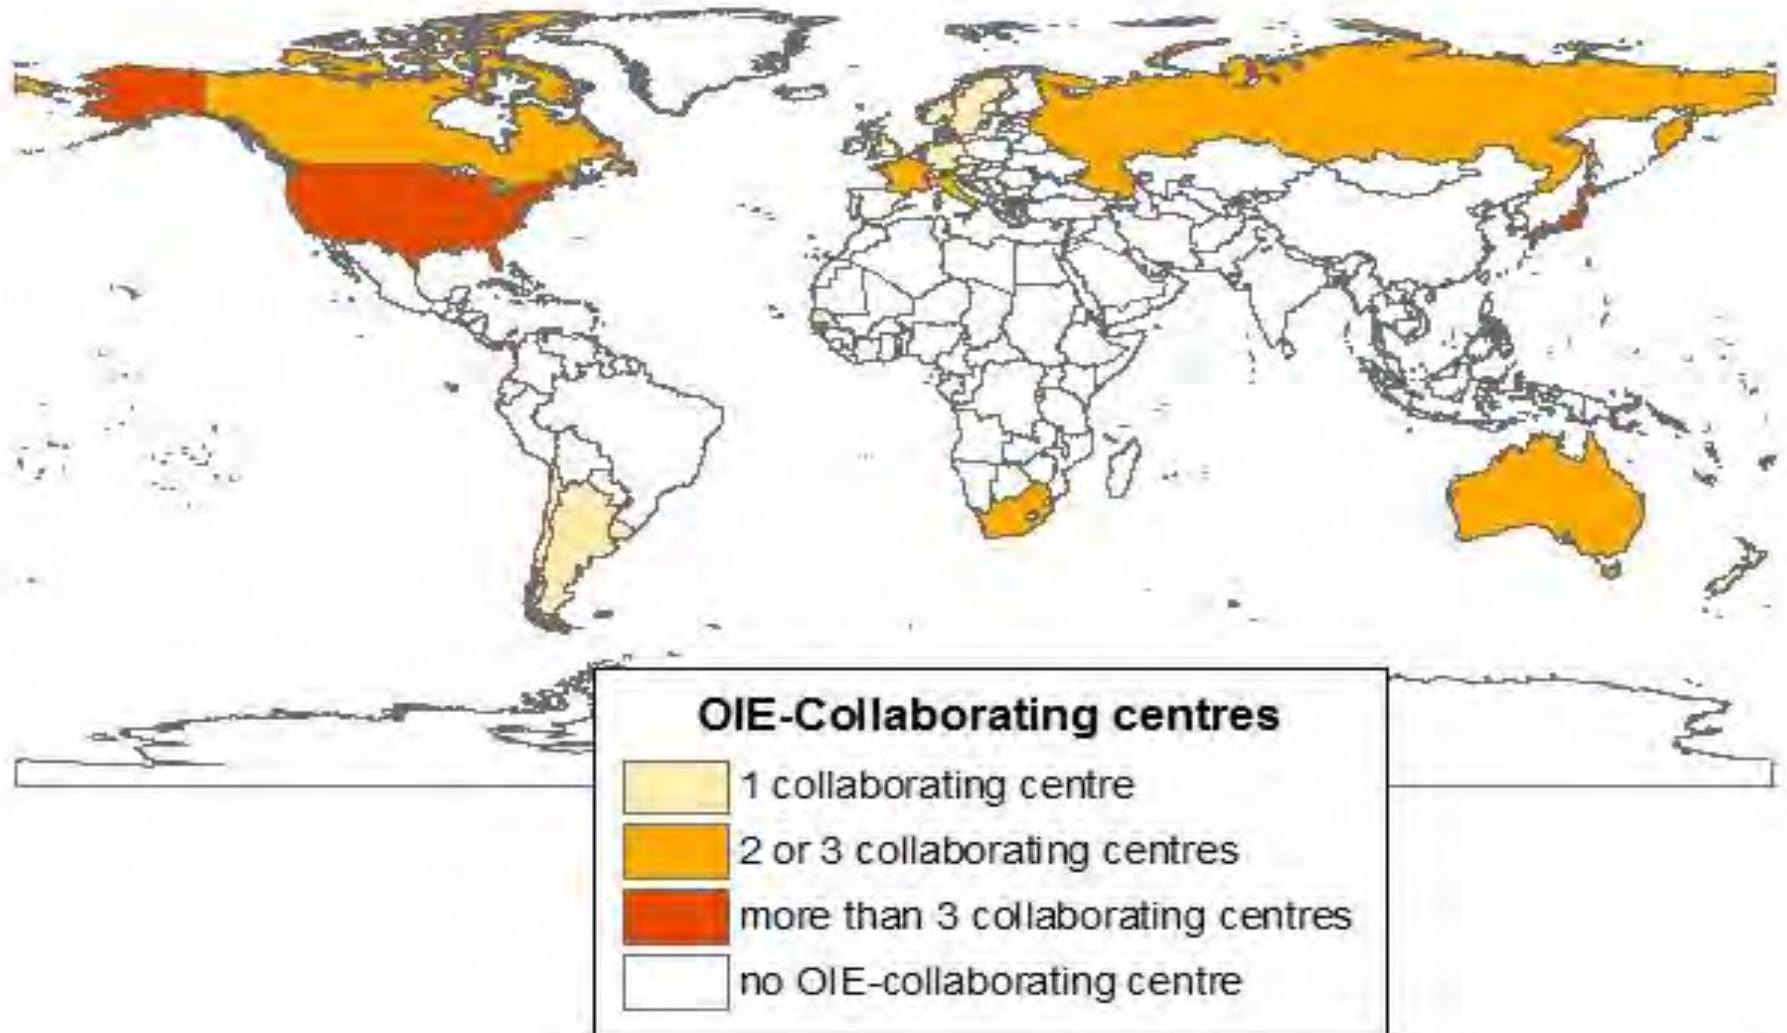 OIE-Collaborating centres
1 collaborating centre
2 or 3 collaborating centres
more than 3 collaborating centres
no OIE-collaborating centre